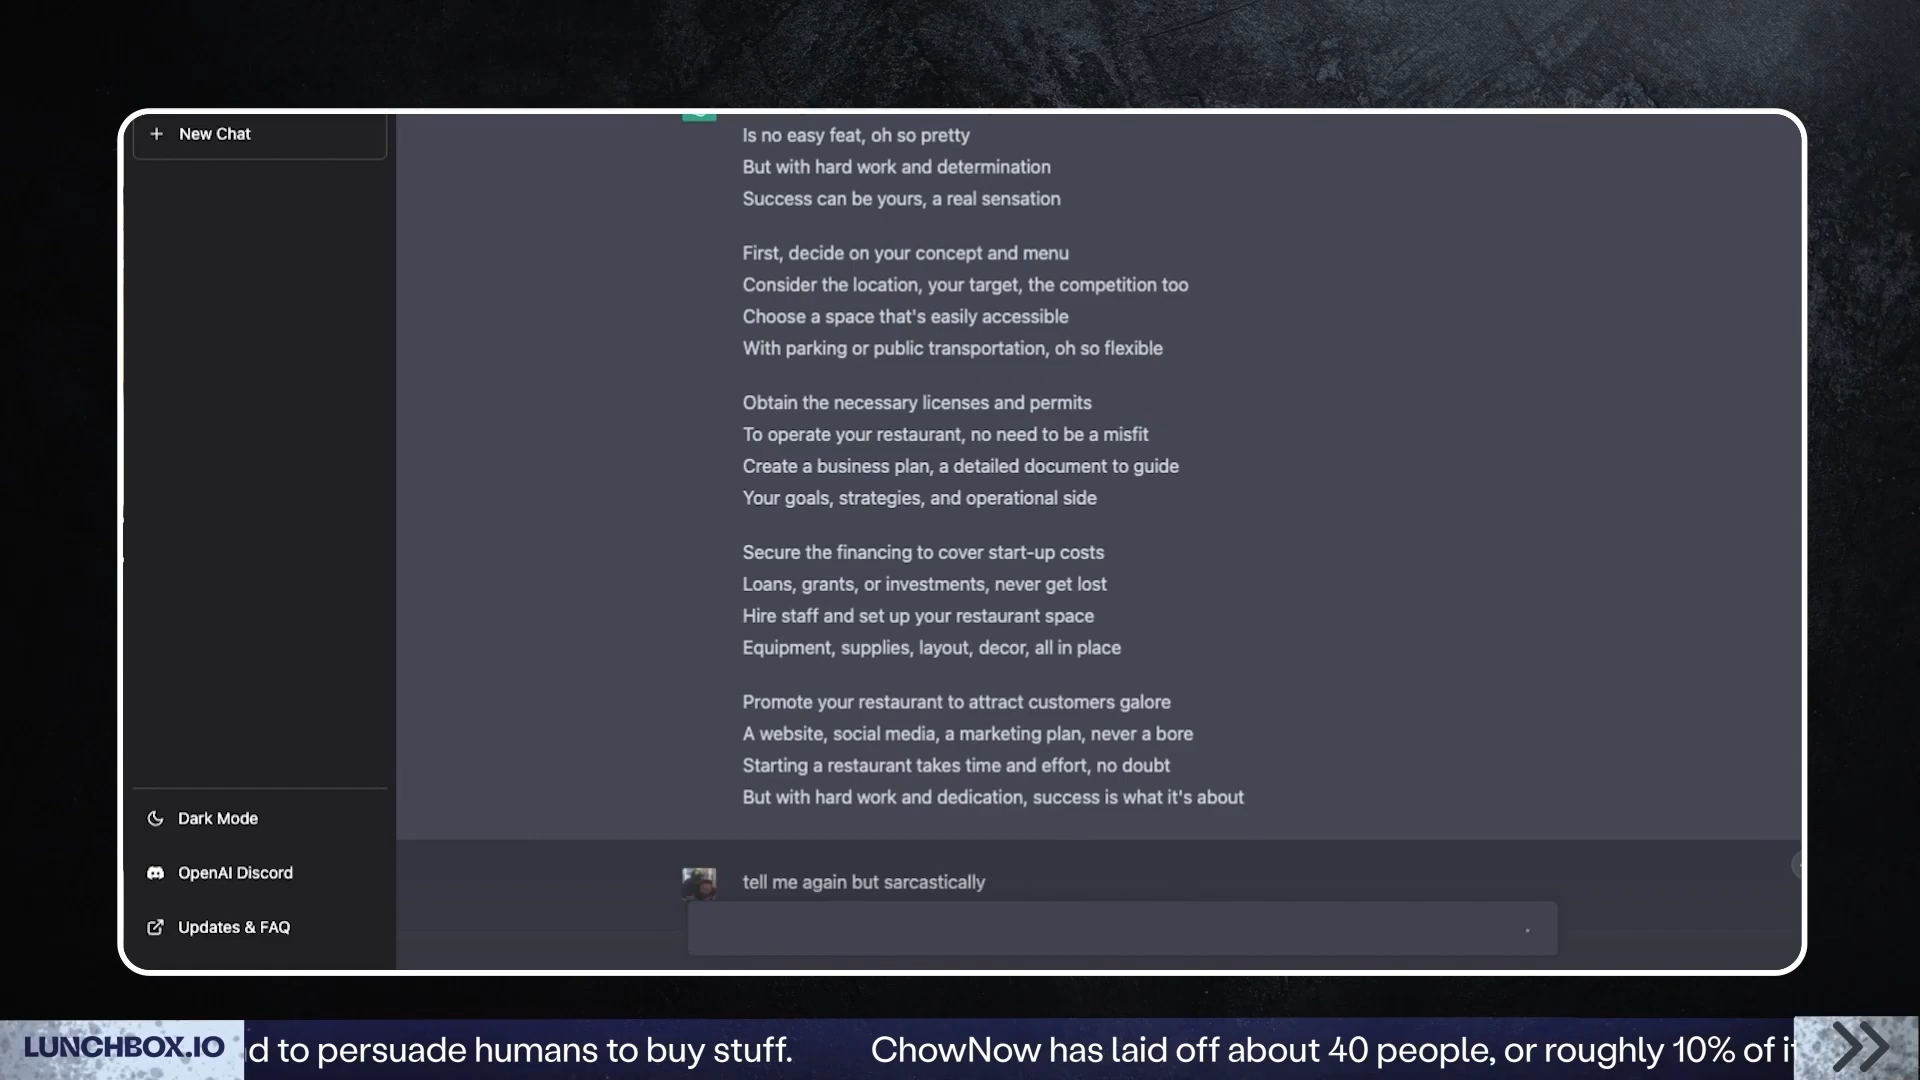 New Chat
Is no easy feat, oh so pretty
But with hard work and determination
Success can be yours, a real sensation
First, decide on your concept and menu
Consider the location, your target, the competition too
Choose a space that's easily accessible
With parking or public transportation, oh so flexible
Obtain the necessary licenses and permits
To operate your restaurant, no need to be a misfit
Create a business plan, a detailed document to guide
Your goals, strategies, and operational side
Secure the financing to cover start-up costs
Loans, grants, or investments, never get lost
Hire staff and set up your restaurant space
Equipment, supplies, layout, decor, all in place
Promote your restaurant to attract customers galore
A website, social media, a marketing plan, never a bore
Starting a restaurant takes time and effort, no doubt
But with hard work and dedication, success is what it's about
Dark Mode
OpenAI Discord
Updates & FAQ
tell me again but sarcastically
LUNCHBOX.IO
d to persuade humans to buy stuff. ChowNow has laid off about 40 people, or roughly 10% of